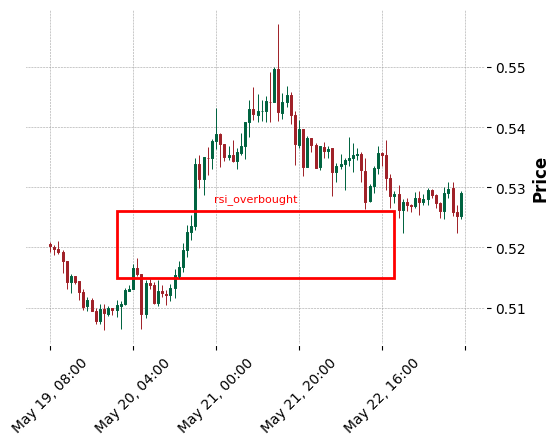 0.55
0.54
0.53
0.52
0.51
Price
rsi_overbought
May 19, 08:00
May 20, 04:00
May 21, 00:00
May 21, 20:00
May 22, 16:00